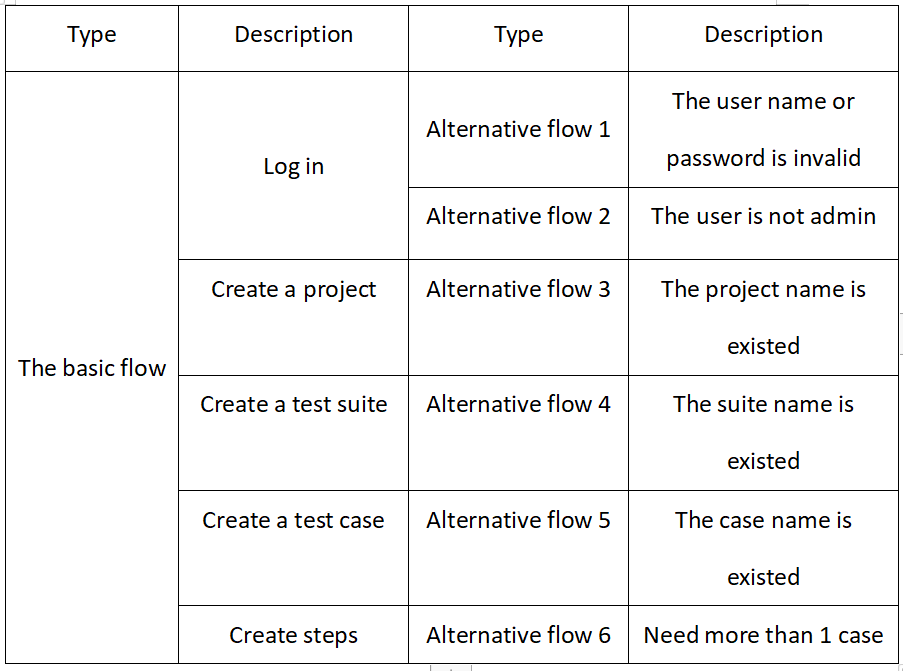 Type
Description
Type
Description
The basic flow
Log in
Alternative flow 1
The user name or
password is invalid
Alternative flow 2
The user is not admin
Create a project
Alternative flow 3
The project name is
existed
Create a test suite
Alternative flow 4
The suite name is
existed
Create a test case
Alternative flow 5
The case name is
existed
Create steps
Alternative flow 6
Need more than 1 case